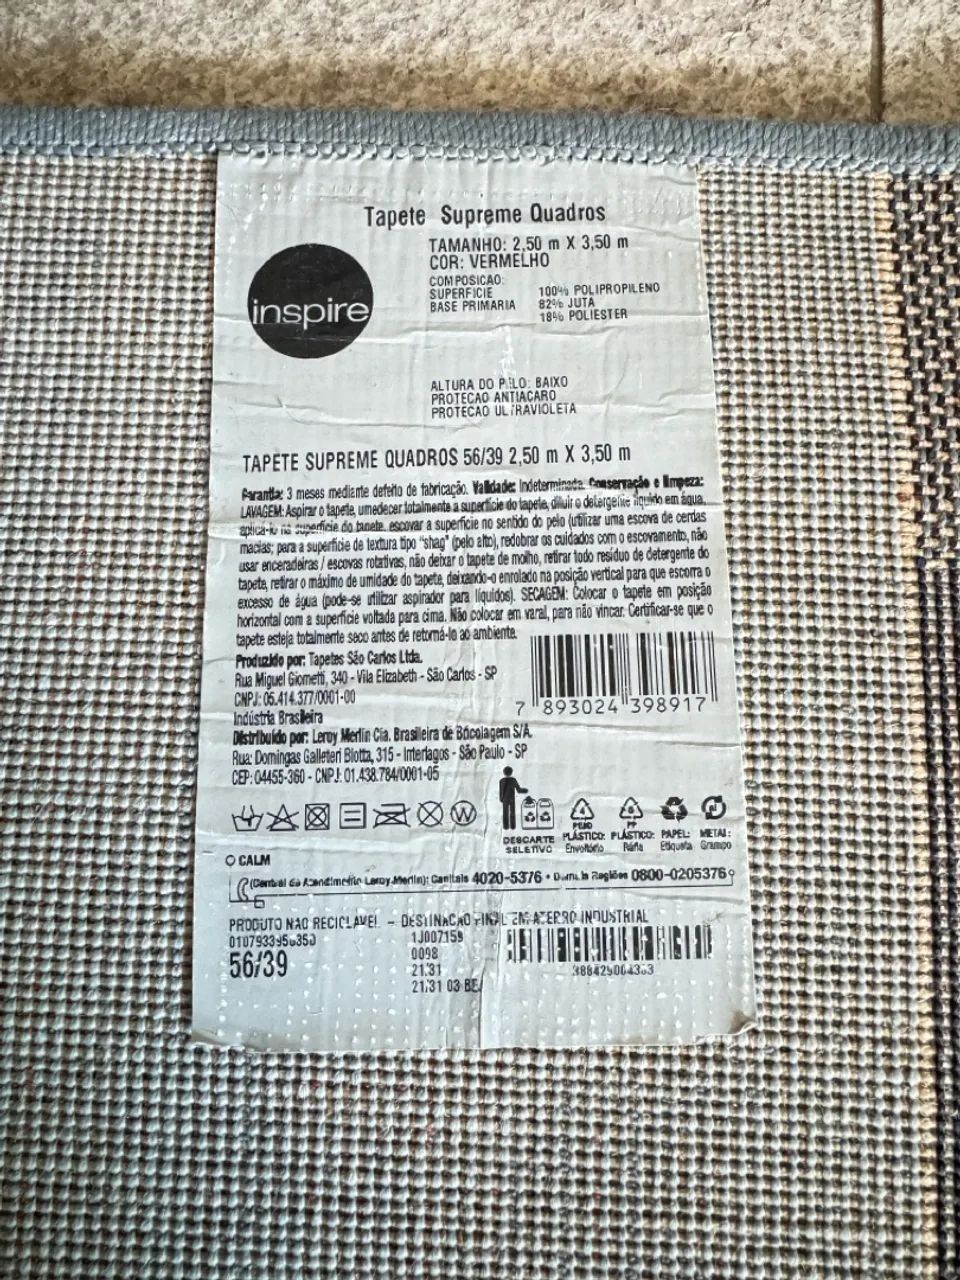 Tapete Supreme Quadros
inspire
TAMANHO: 2,50 m X 3,50 m
COR: VERMELHO
COMPOSICAO:
SUPERFICIE 100% POLIPROPILENO
BASE PRIMARIA 82% JUTA
18% POLIESTER
ALTURA DO PELO: BAIXO
PROTECAO ANTIACARO
PROTECAO ULTRAVIOLETA
TAPETE SUPREME QUADROS 56/39 2,50 m X 3,50 m
Garantia: 3 meses mediante defeito de fabricação. Validade: Indeterminada. Conservação e limpeza:
LAVAGEM: Aspirar o tapete, umedecer totalmente a superfície do tapete, diluir o detergente líquido em água,
aplicá-lo na superfície do tapete, escovar a superfície no sentido do pelo (utilizar uma escova de cerdas
macias; para a superfície de textura tipo "shag" (pelo alto), redobrar os cuidados com o escovamento, não
usar enceradeiras / escovas rotativas, não deixar o tapete de molho, retirar todo resíduo de detergente do
tapete, retirar o máximo de umidade do tapete, deixando-o enrolado na posição vertical para que escorra o
excesso de água (pode-se utilizar aspirador para líquidos). SECAGEM: Colocar o tapete em posição
horizontal com a superfície voltada para cima. Não colocar em varal, para não vincar. Certificar-se que o
tapete esteja totalmente seco antes de retorná-lo ao ambiente.
Produzido por: Tapetes São Carlos Ltda.
Rua Miguel Giometti, 340 - Vila Elizabeth - São Carlos - SP
CNPJ: 05.414.377/0001-00
Indústria Brasileira
7 893024 398917
Distribuído por: Leroy Merlin Cia. Brasileira de Bricolagem S/A.
Rua: Domingas Galleteri Blotta, 315 - Interlagos - São Paulo - SP
CEP: 04455-360 - CNPJ: 01.438.784/0001-05
W
DESCARTE SELETIVO
PEAD PLÁSTICO: Envoltório
PP PLÁSTICO: Ráfia
PAPEL: Etiqueta
METAL: Grampo
O CALM
(Central de Atendimento Leroy Merlin): Capitais 4020-5376 • Demais Regiões 0800-0205376
PRODUTO NAO RECICLAVEL - DESTINACAO FINAL EM ATERRO INDUSTRIAL
1J007159
56/39
0098
21.31
21.31 03 BE